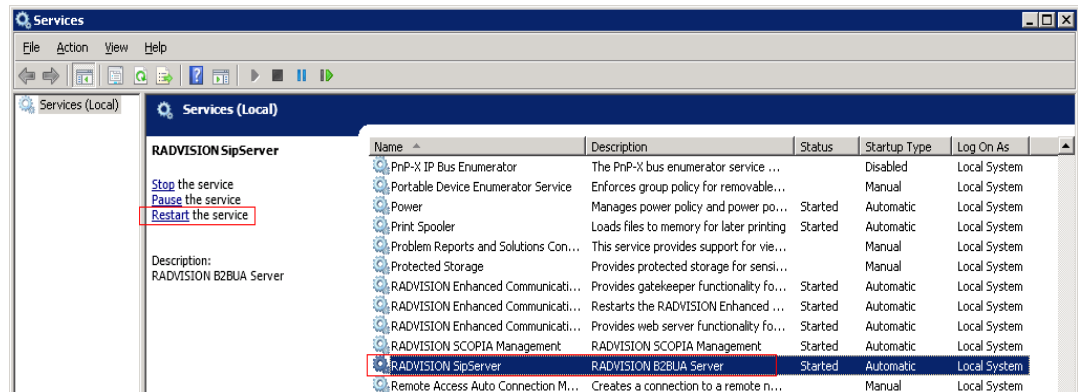 Services
File Action View Help
Services (Local)
Services (Local)
RADVISION SipServer
Stop the service
Pause the service
Restart the service
Description:
RADVISION B2BUA Server
Name Description Status Startup Type Log On As
PnP-X IP Bus Enumerator The PnP-X bus enumerator service ... Disabled Local System
Portable Device Enumerator Service Enforces group policy for removable... Manual Local System
Power Manages power policy and power po... Started Automatic Local System
Print Spooler Loads files to memory for later printing Started Automatic Local System
Problem Reports and Solutions Con... This service provides support for vie... Manual Local System
Protected Storage Provides protected storage for sensi... Manual Local System
RADVISION Enhanced Communicati... Provides gatekeeper functionality fo... Started Automatic Local System
RADVISION Enhanced Communicati... Restarts the RADVISION Enhanced ... Started Automatic Local System
RADVISION Enhanced Communicati... Provides web server functionality fo... Started Automatic Local System
RADVISION SCOPIA Management RADVISION SCOPIA Management Started Automatic Local System
RADVISION SipServer RADVISION B2BUA Server Started Automatic Local System
Remote Access Auto Connection M... Creates a connection to a remote n... Manual Local System